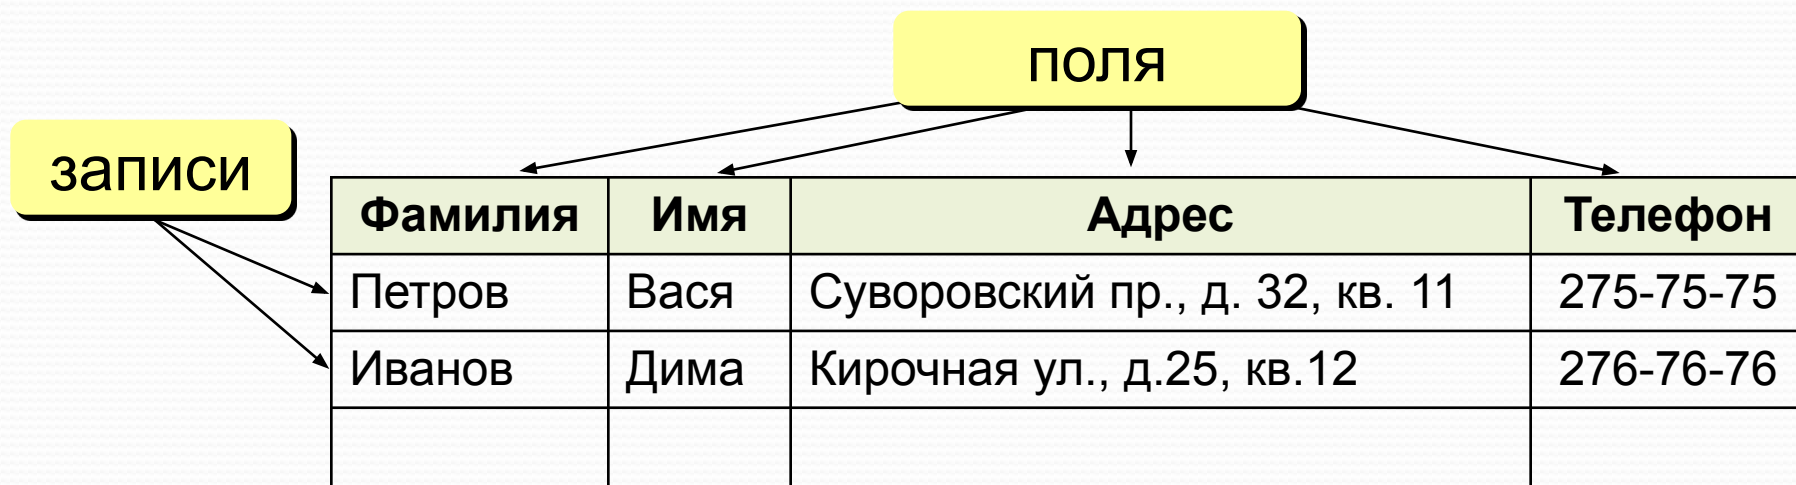 поля
записи
Фамилия Имя Адрес Телефон
Петров Вася Суворовский пр., д. 32, кв. 11 275-75-75
Иванов Дима Кирочная ул., д.25, кв.12 276-76-76